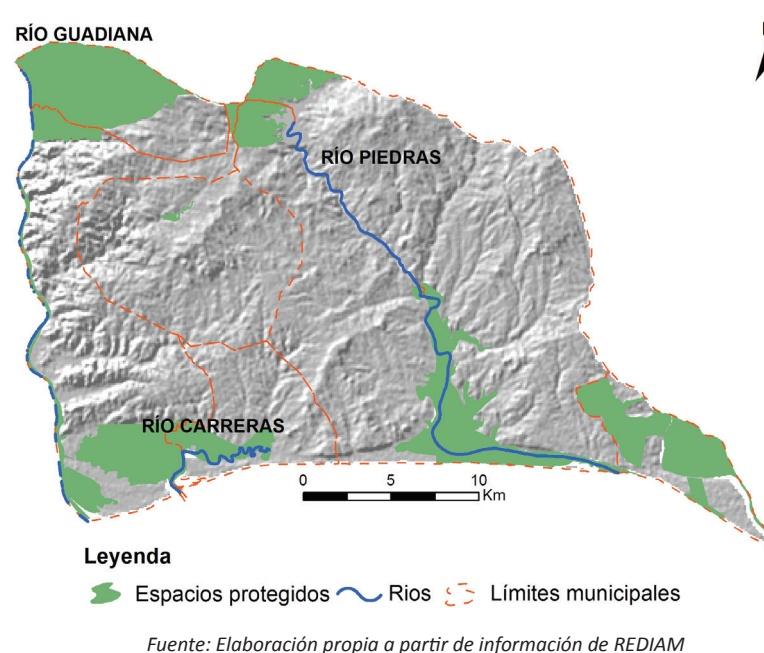 RÍO GUADIANA
RÍO PIEDRAS
RÍO CARRERAS
0 5 10
Km
Leyenda
Espacios protegidos Rios Límites municipales
Fuente: Elaboración propia a partir de información de REDIAM